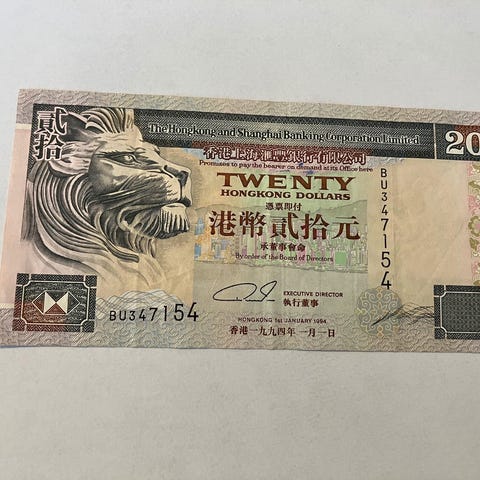 貳拾
The Hongkong and Shanghai Banking Corporation Limited
20
香港上海滙豐銀行有限公司
Promises to pay the bearer on demand at its Office here
TWENTY
HONGKONG DOLLARS
憑票即付
港幣貳拾元
承董事會命
By order of the Board of Directors
BU347154
EXECUTIVE DIRECTOR
執行董事
BU347154
HONGKONG 1st JANUARY 1994
香港一九九四年一月一日